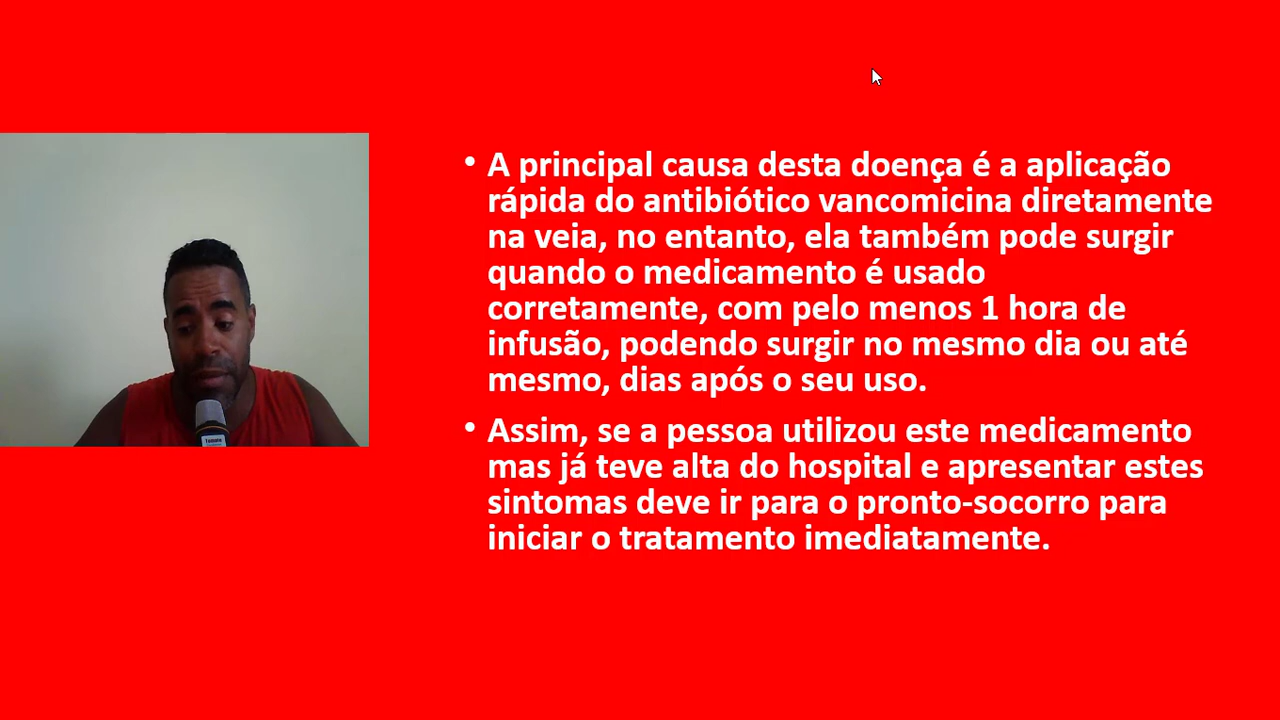 • A principal causa desta doença é a aplicação
rápida do antibiótico vancomicina diretamente
na veia, no entanto, ela também pode surgir
quando o medicamento é usado
corretamente, com pelo menos 1 hora de
infusão, podendo surgir no mesmo dia ou até
mesmo, dias após o seu uso.
• Assim, se a pessoa utilizou este medicamento
mas já teve alta do hospital e apresentar estes
sintomas deve ir para o pronto-socorro para
iniciar o tratamento imediatamente.